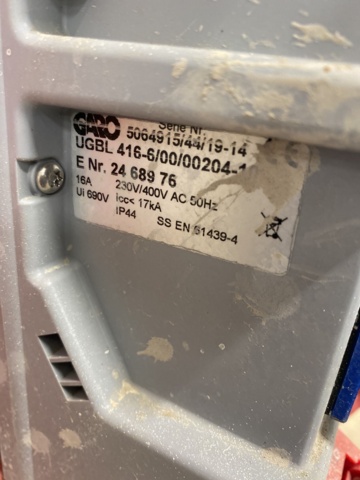 GARO Serie Nr.
5064915/44/19-14
UGBL 416-6/00/00204-1
E Nr. 24 689 76
16A 230V/400V AC 50Hz
Ui 690V Icc< 17kA
IP44 SS EN 61439-4